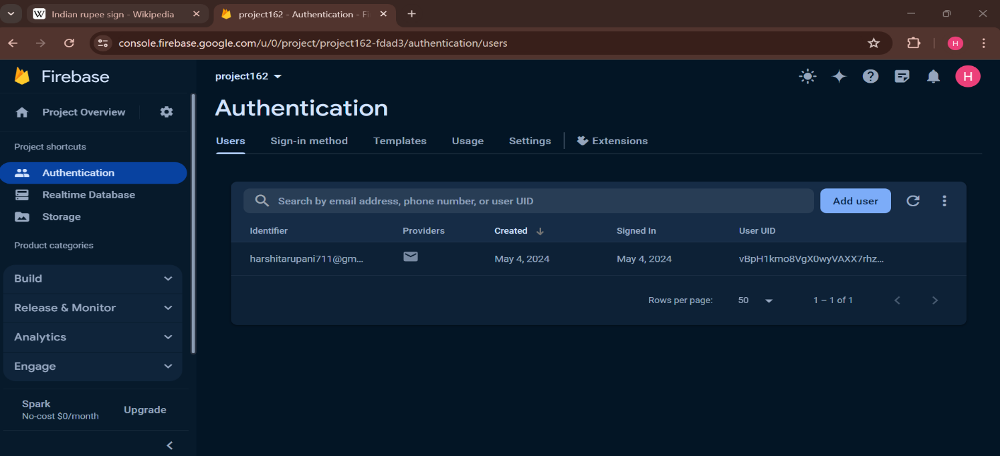 Indian rupee sign - Wikipedia
project162 - Authentication - Fi
console.firebase.google.com/u/0/project/project162-fdad3/authentication/users
H
Firebase
project162
H
Project Overview
Authentication
Project shortcuts
Users Sign-in method Templates Usage Settings Extensions
Authentication
Realtime Database
Storage
Search by email address, phone number, or user UID
Add user
Product categories
Identifier Providers Created Signed In User UID
harshitarupani711@gm... May 4, 2024 May 4, 2024 vBpH1kmo8VgX0wyVAXX7rhz...
Build
Rows per page: 50 1 – 1 of 1
Release & Monitor
Analytics
Engage
Spark
No-cost $0/month
Upgrade